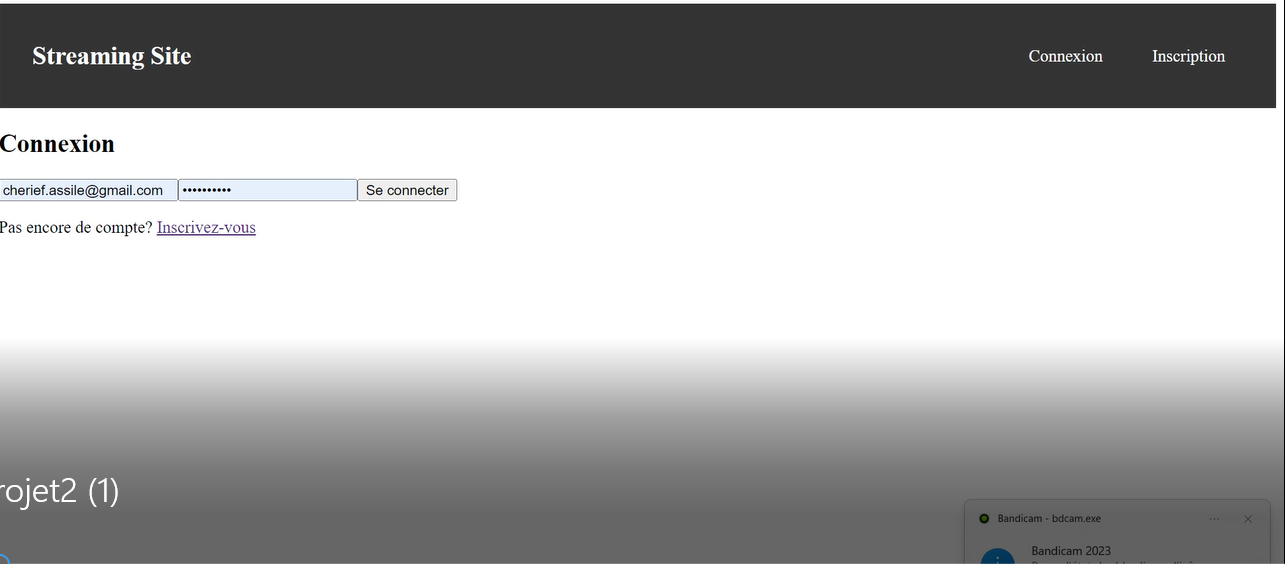 Streaming Site
Connexion
Inscription
Connexion
cherief.assile@gmail.com
Se connecter
Pas encore de compte? Inscrivez-vous
rojet2 (1)
Bandicam - bdcam.exe
Bandicam 2023